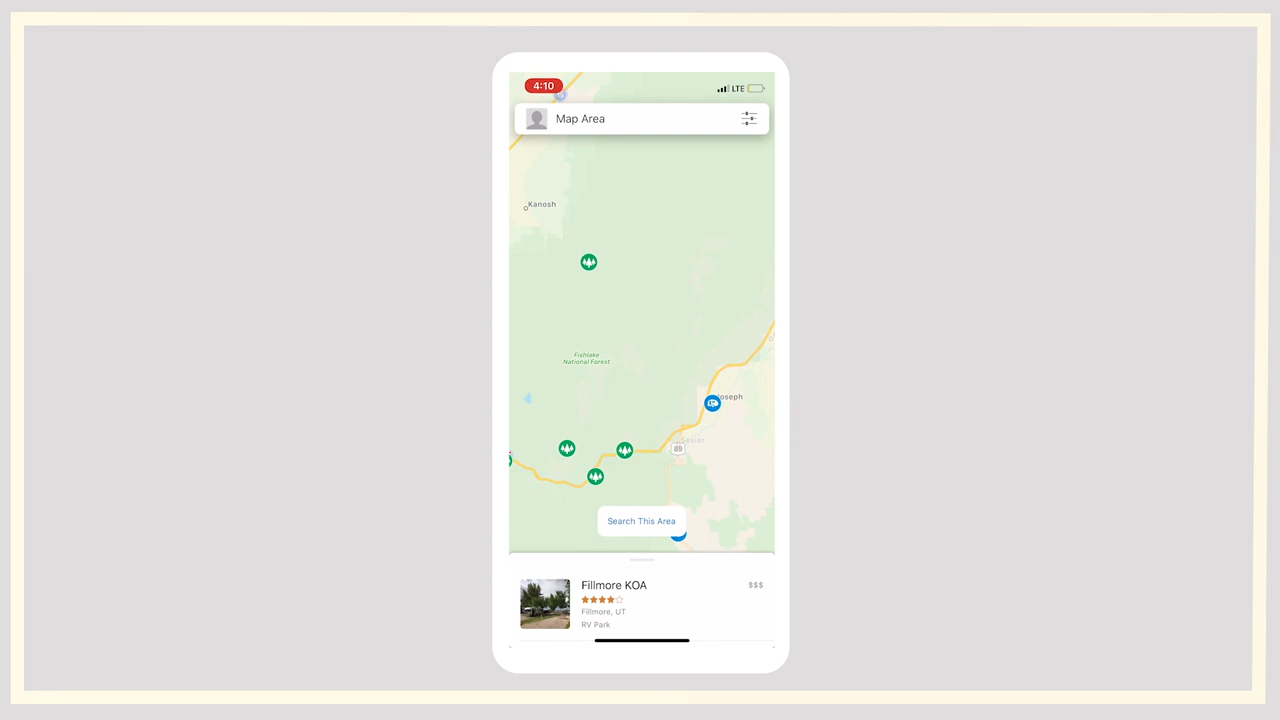 4:10
LTE
Map Area
Kanosh
Fishlake
National Forest
Joseph
Sevier
89
Search This Area
Fillmore KOA
$$$
Fillmore, UT
RV Park